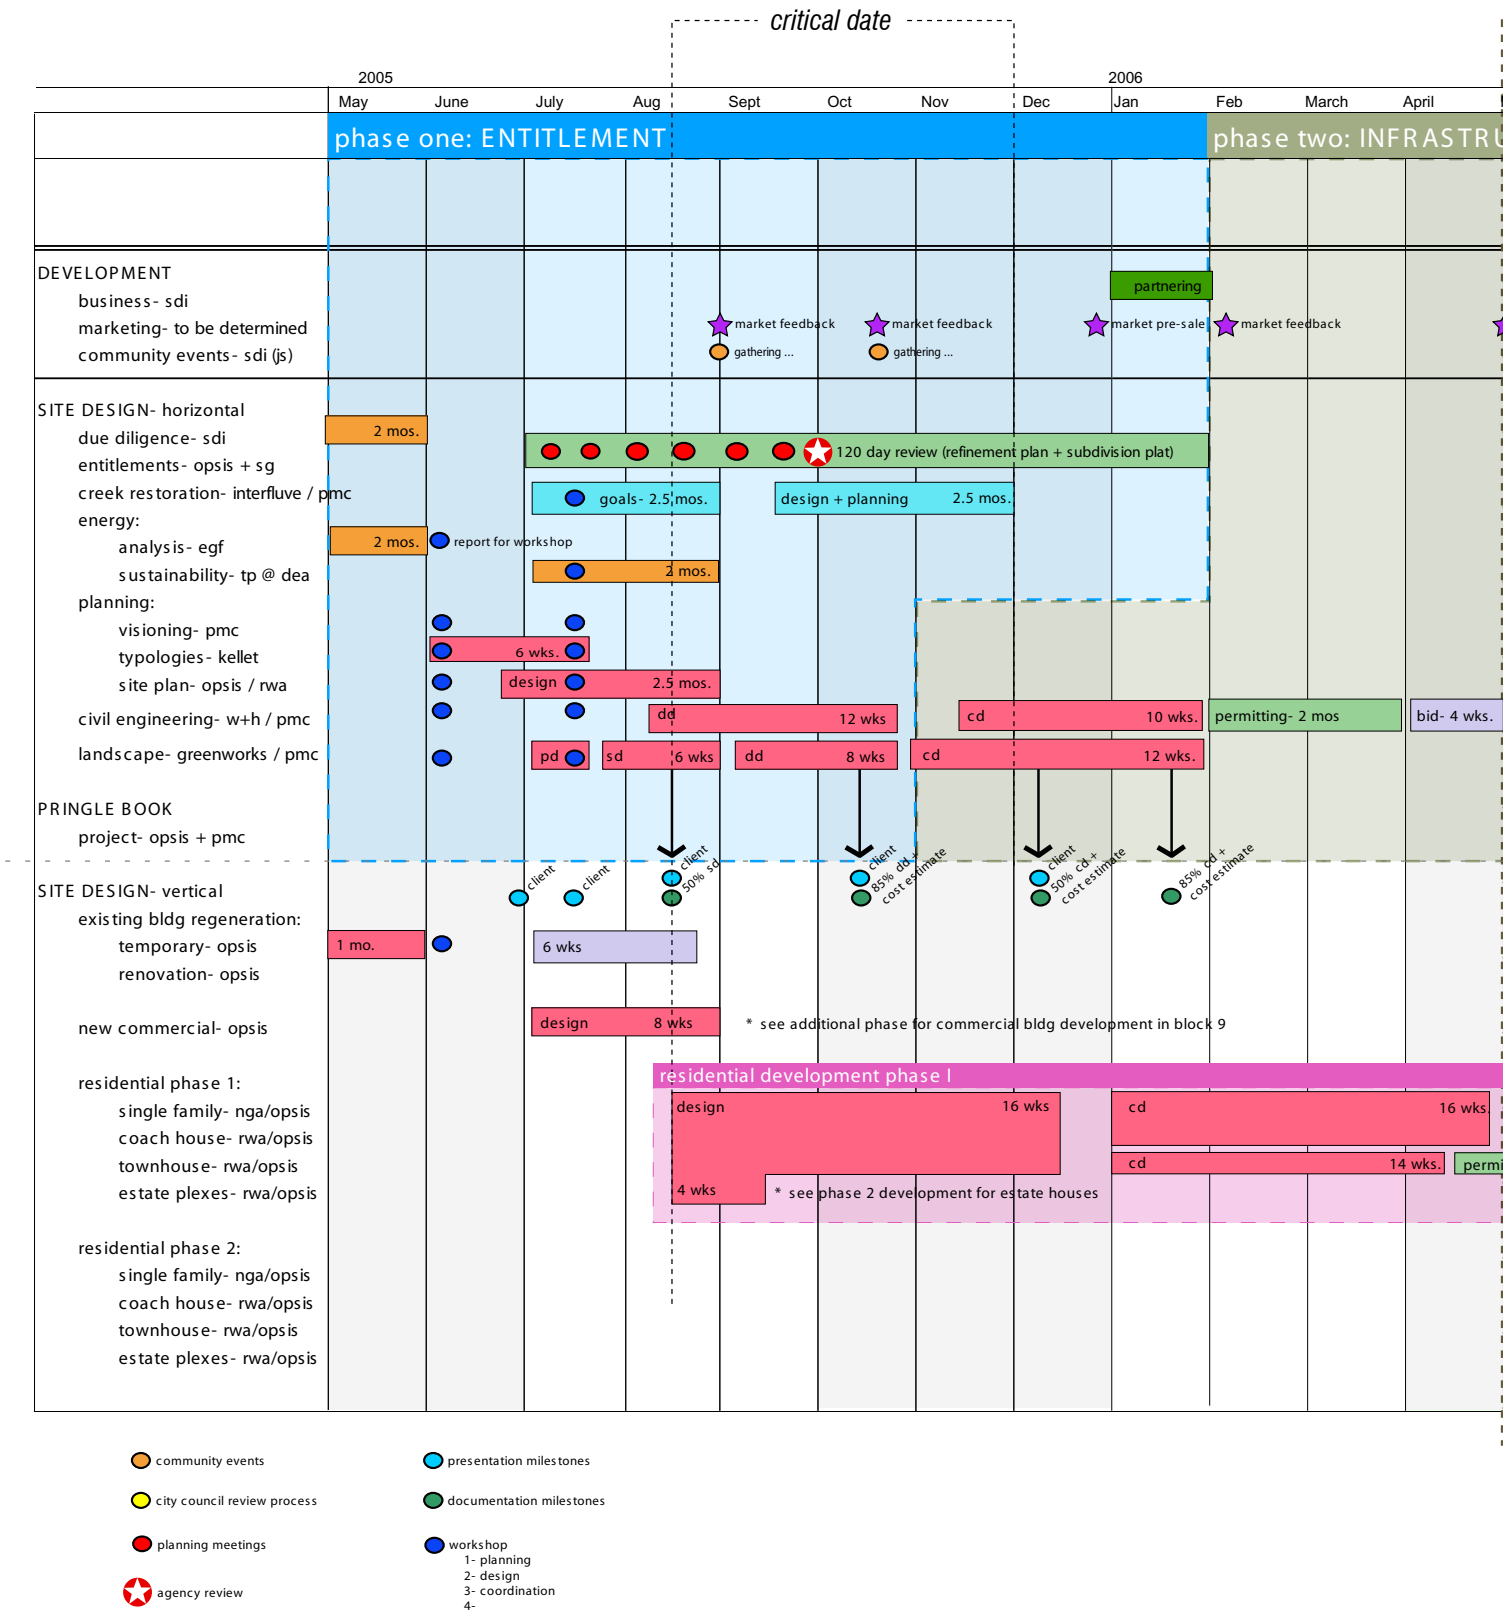 critical date
2005 2006
May June July Aug Sept Oct Nov Dec Jan Feb March April
phase one: ENTITLEMENT phase two: INFRASTRU
DEVELOPMENT
business- sdi partnering
marketing- to be determined market feedback market feedback market pre-sale market feedback
community events- sdi (js) gathering ... gathering ...
SITE DESIGN- horizontal
due diligence- sdi 2 mos.
entitlements- opsis + sg 120 day review (refinement plan + subdivision plat)
creek restoration- interfluve / pmc goals- 2.5 mos. design + planning 2.5 mos.
energy:
analysis- egf 2 mos. report for workshop
sustainability- tp @ dea 2 mos.
planning:
visioning- pmc
typologies- kellet 6 wks.
site plan- opsis / rwa design 2.5 mos.
civil engineering- w+h / pmc dd 12 wks cd 10 wks. permitting- 2 mos bid- 4 wks.
landscape- greenworks / pmc pd sd 6 wks dd 8 wks cd 12 wks.
PRINGLE BOOK
project- opsis + pmc
client client client 50% sd client 85% dd + cost estimate client 50% cd + cost estimate 85% cd + cost estimate
SITE DESIGN- vertical
existing bldg regeneration:
temporary- opsis 1 mo. 6 wks
renovation- opsis
new commercial- opsis design 8 wks * see additional phase for commercial bldg development in block 9
residential development phase I
residential phase 1:
single family- nga/opsis design 16 wks cd 16 wks.
coach house- rwa/opsis
townhouse- rwa/opsis cd 14 wks. permi
estate plexes- rwa/opsis 4 wks * see phase 2 development for estate houses
residential phase 2:
single family- nga/opsis
coach house- rwa/opsis
townhouse- rwa/opsis
estate plexes- rwa/opsis
community events presentation milestones
city council review process documentation milestones
planning meetings workshop
1- planning
2- design
3- coordination
4-
agency review